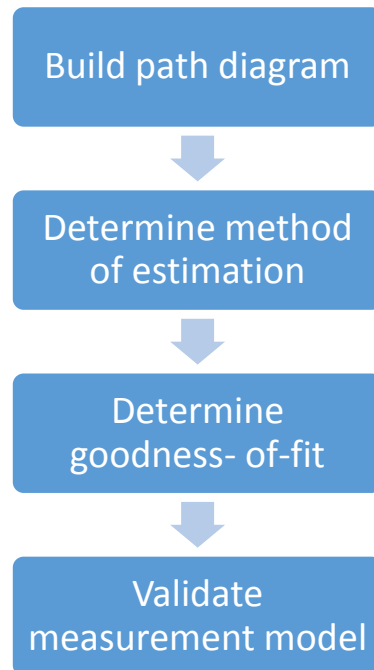 Build path diagram
Determine method
of estimation
Determine
goodness- of-fit
Validate
measurement model